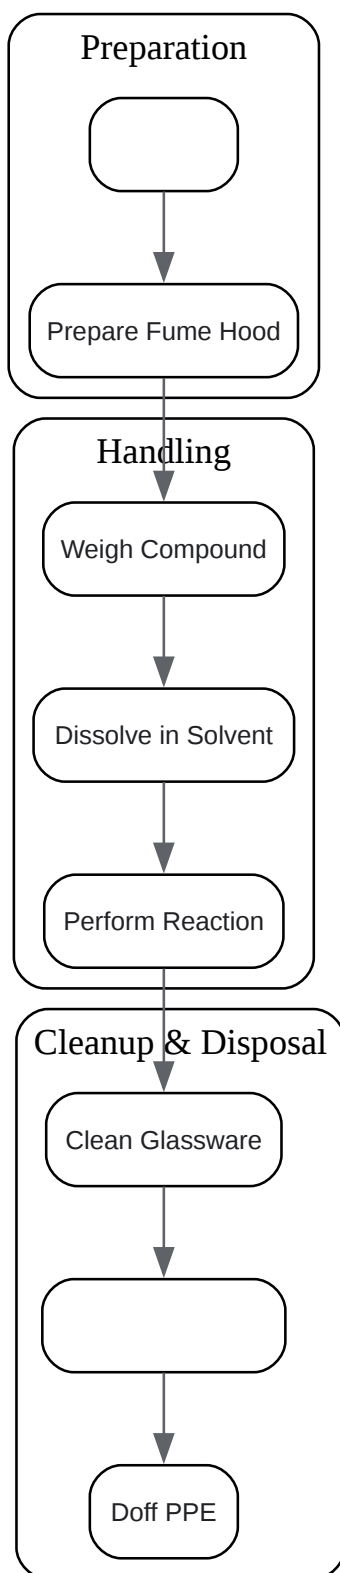 Preparation
Prepare Fume Hood
Handling
Weigh Compound
Dissolve in Solvent
Perform Reaction
Cleanup & Disposal
Clean Glassware
Doff PPE